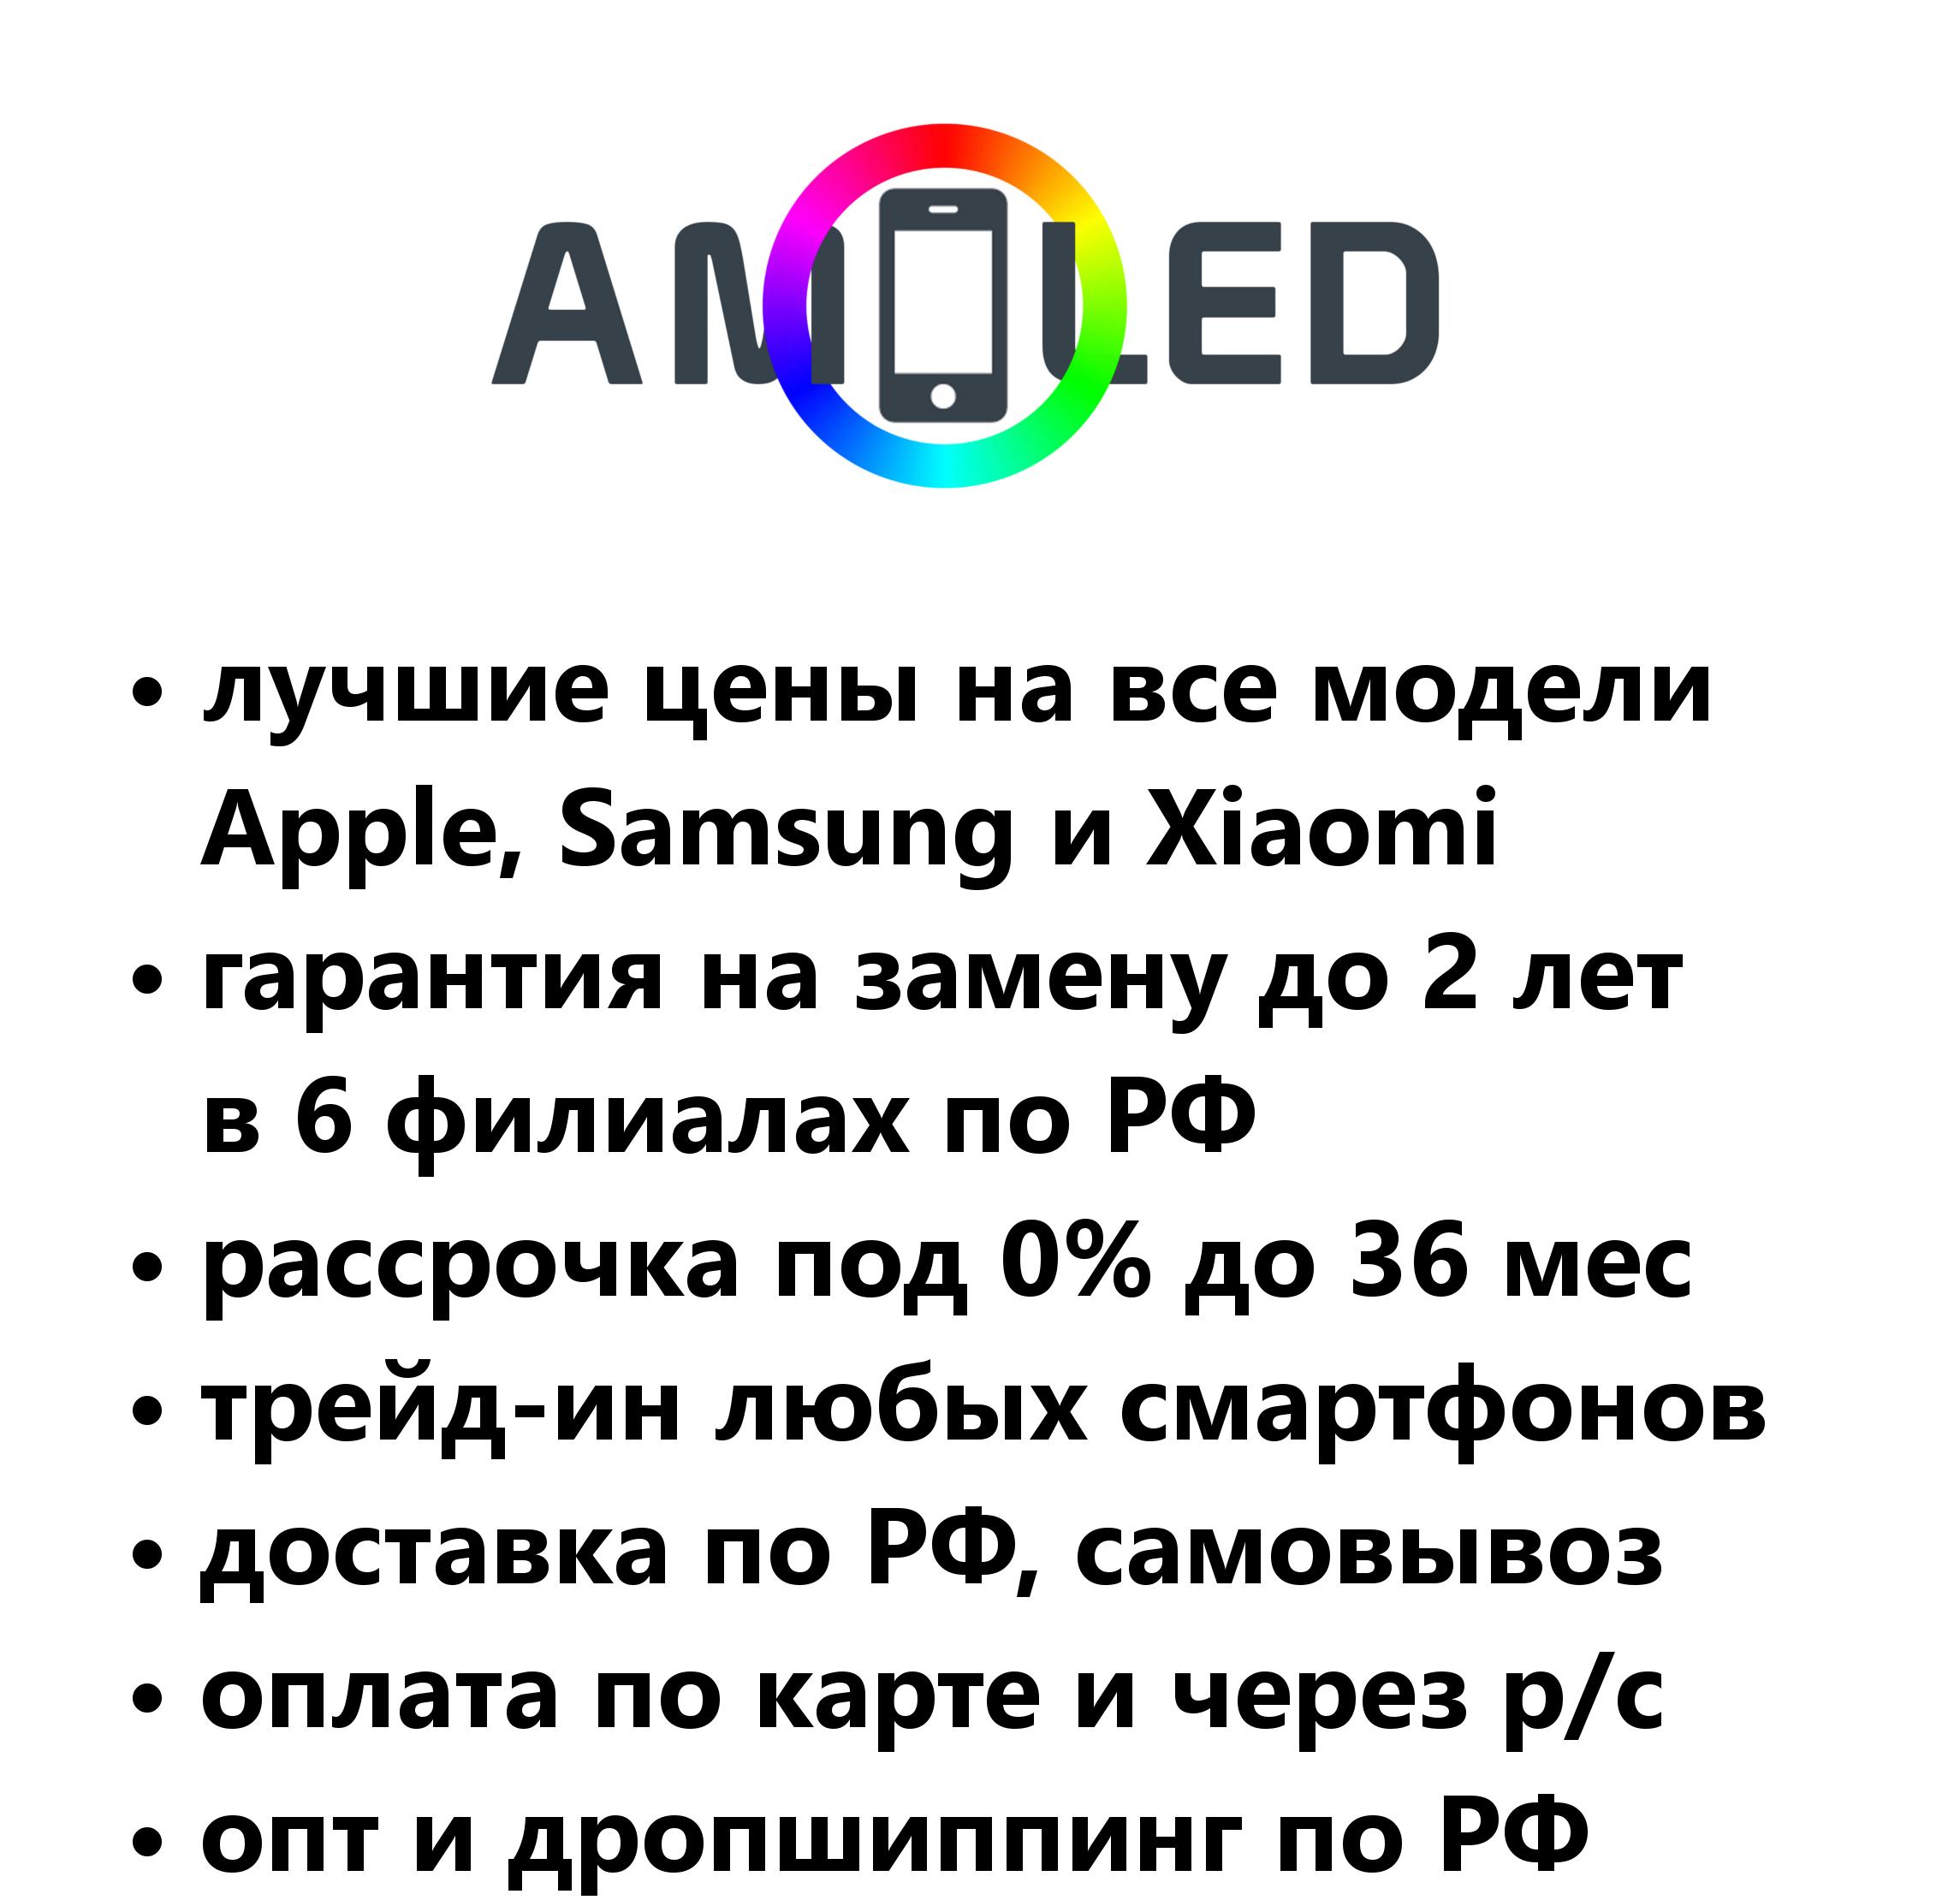 AMOLED
• лучшие цены на все модели
Apple, Samsung и Xiaomi
• гарантия на замену до 2 лет
в 6 филиалах по РФ
• рассрочка под 0% до 36 мес
• трейд-ин любых смартфонов
• доставка по РФ, самовывоз
• оплата по карте и через р/с
• опт и дропшиппинг по РФ